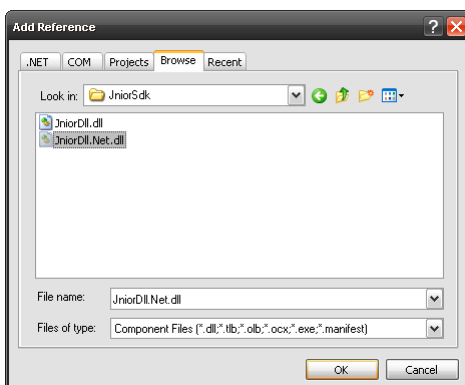 Add Reference
.NET COM Projects Browse Recent
Look in: JniorSdk
JniorDll.dll
JniorDll.Net.dll
File name: JniorDll.Net.dll
Files of type: Component Files (*.dll;*.tlb;*.olb;*.ocx;*.exe;*.manifest)
OK Cancel